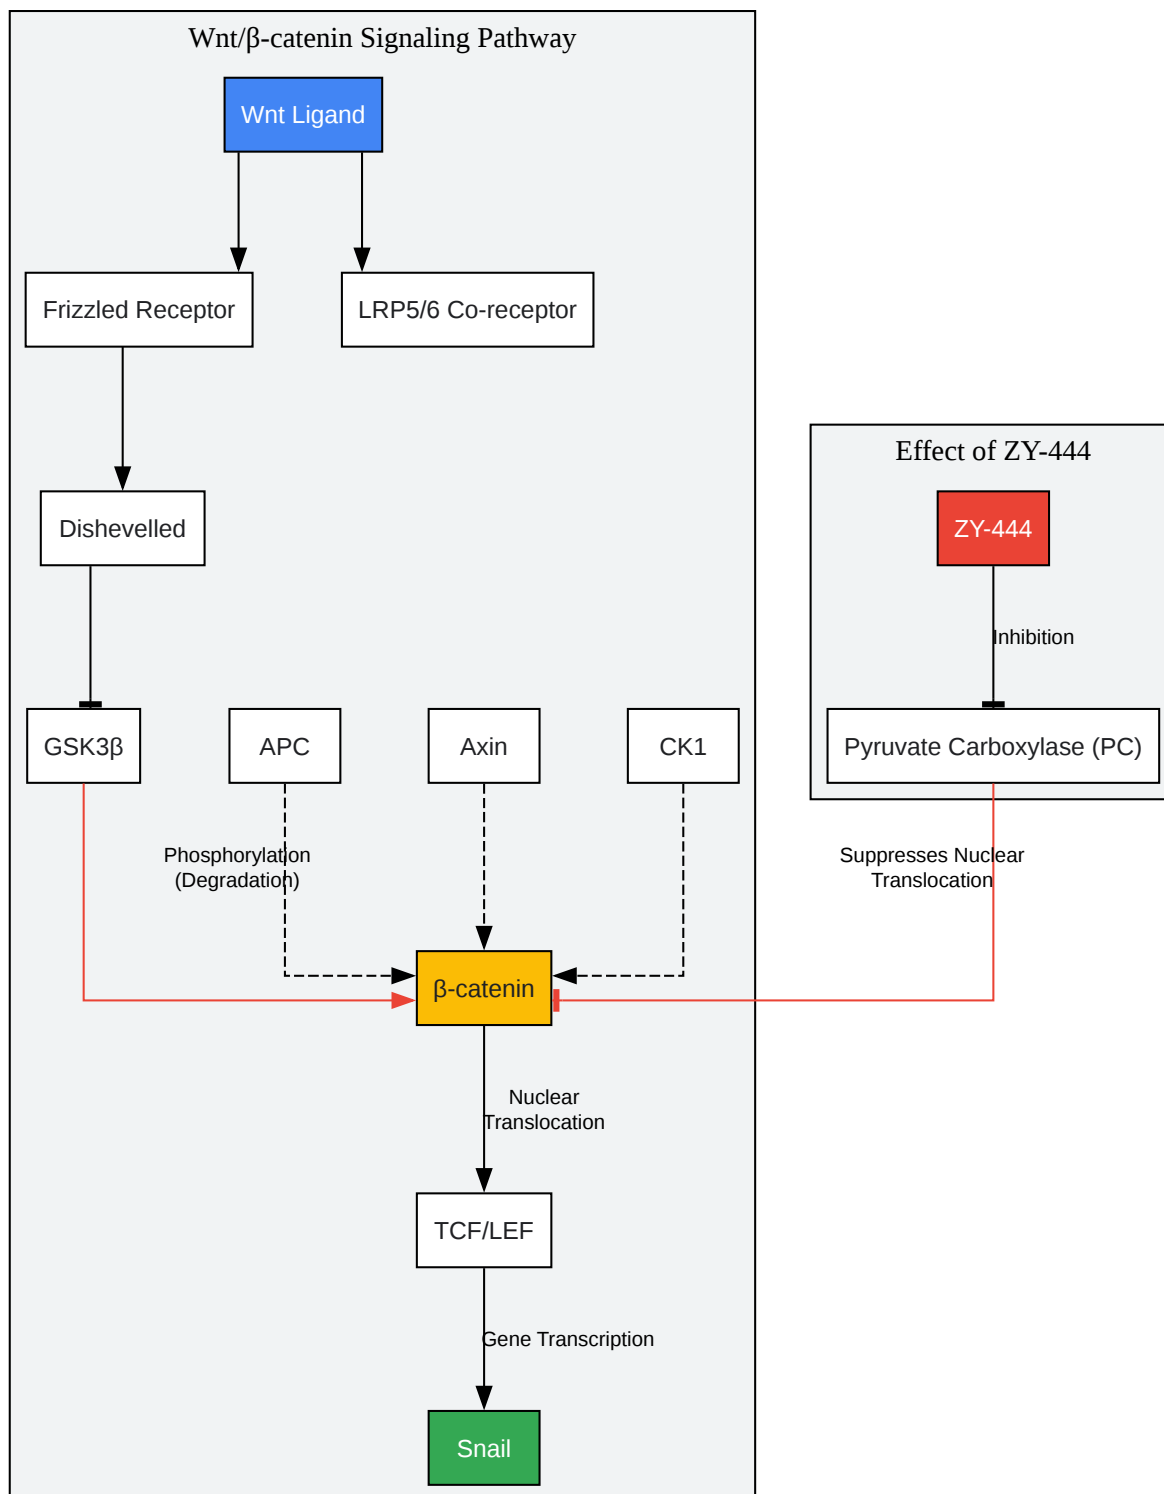 Wnt/β-catenin Signaling Pathway
Wnt Ligand
Frizzled Receptor
LRP5/6 Co-receptor
Effect of ZY-444
Dishevelled
ZY-444
Inhibition
GSK3β
APC
Axin
CK1
Pyruvate Carboxylase (PC)
Phosphorylation
(Degradation)
Suppresses Nuclear
Translocation
β-catenin
Nuclear
Translocation
TCF/LEF
Gene Transcription
Snail